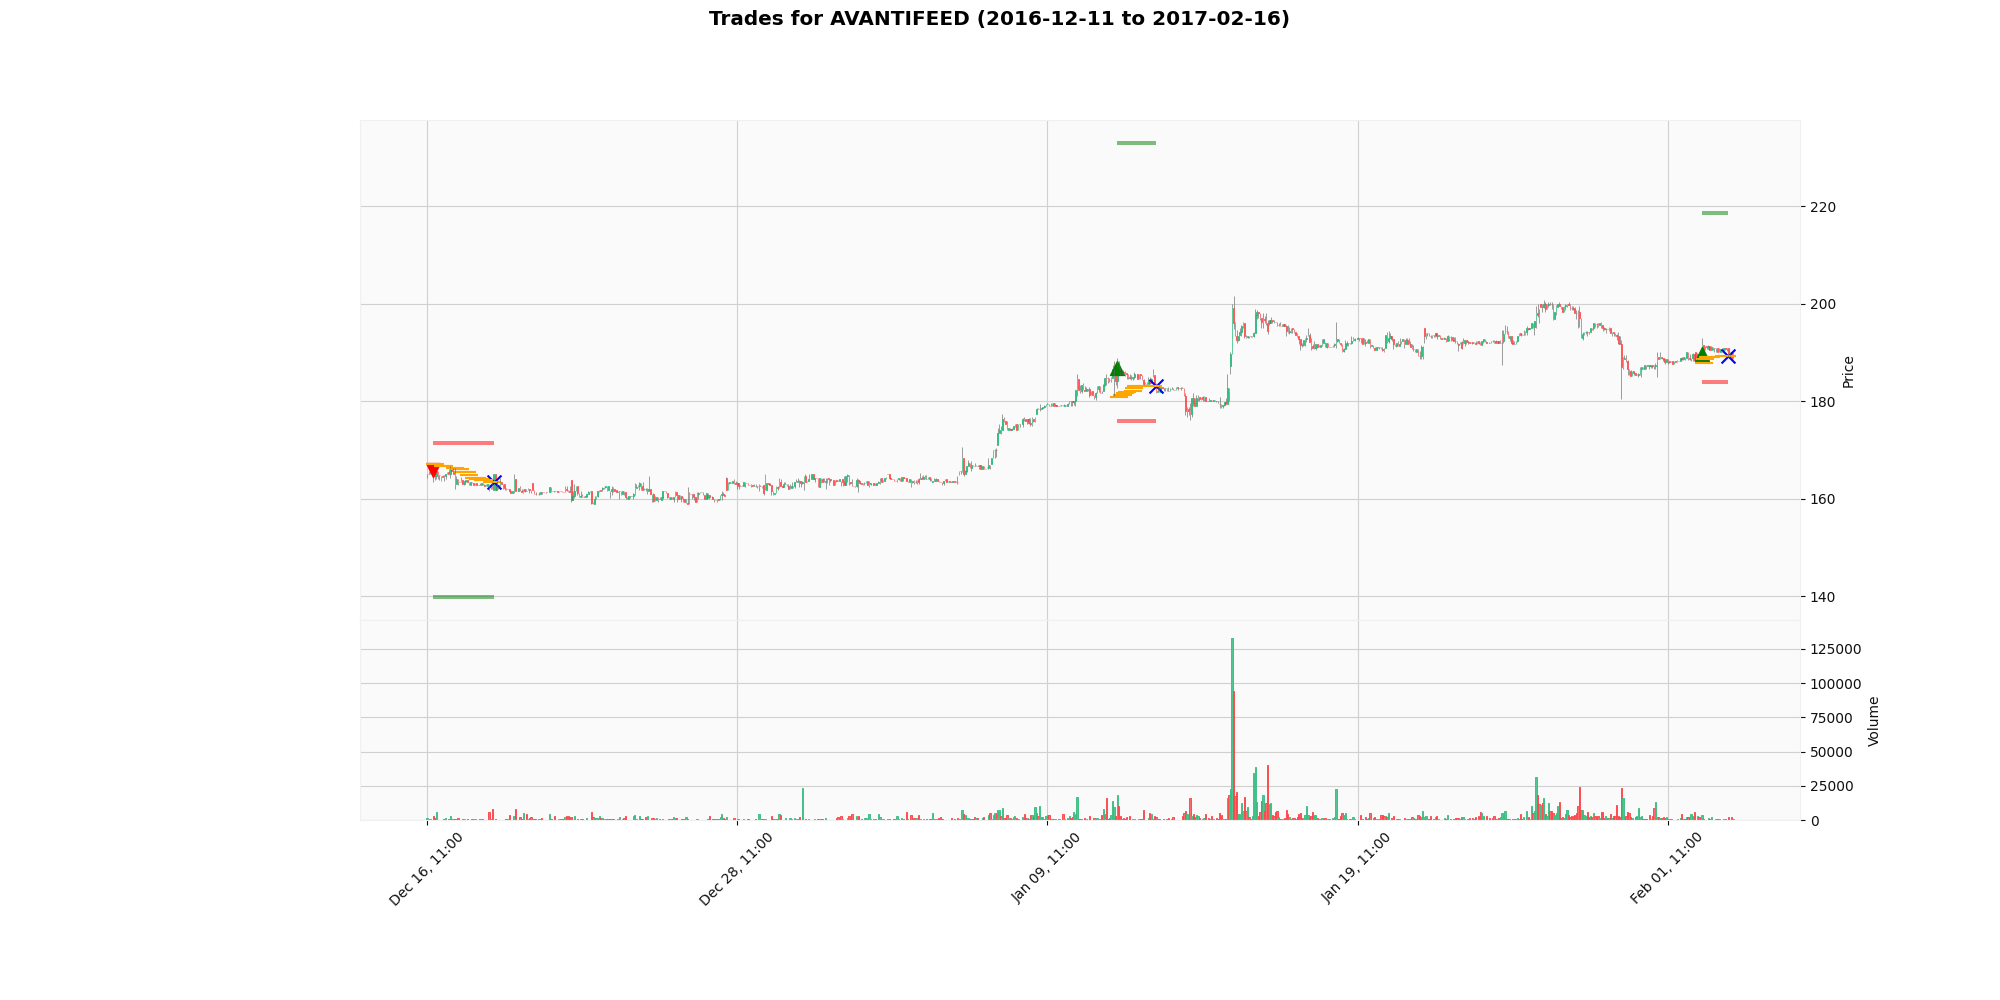 Trades for AVANTIFEED (2016-12-11 to 2017-02-16)
220
200
180
160
140
Price
125000
100000
75000
50000
25000
0
Volume
Dec 16, 11:00
Dec 28, 11:00
Jan 09, 11:00
Jan 19, 11:00
Feb 01, 11:00